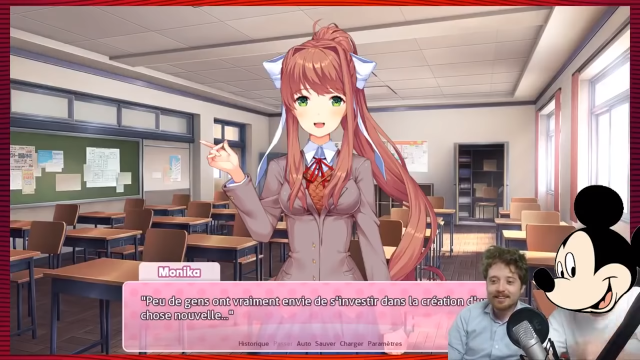 Monika
"Peu de gens ont vraiment envie de s'investir dans la création
chose nouvelle..."
Historique Auto Sauver Charger Paramètres